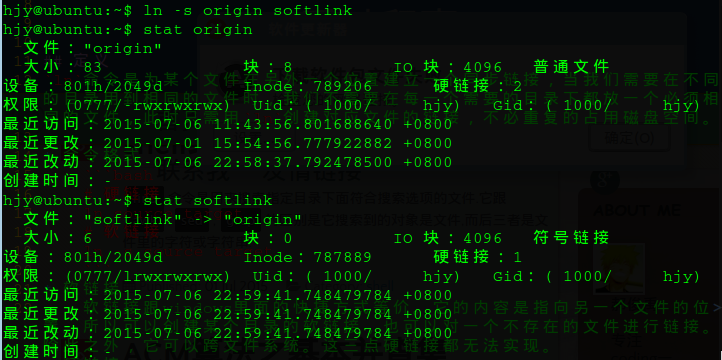 hjy@ubuntu:~$ ln -s origin softlink
hjy@ubuntu:~$ stat origin
文件："origin"
大小：83 块：8 IO 块：4096 普通文件
设备：801h/2049d Inode：789206 硬链接：2
权限：(0777/-rwxrwxrwx) Uid：( 1000/ hjy) Gid：( 1000/ hjy)
最近访问：2015-07-06 11:43:56.801688640 +0800
最近更改：2015-07-01 15:54:56.777922882 +0800
最近改动：2015-07-06 22:58:37.792478500 +0800
创建时间：-
hjy@ubuntu:~$ stat softlink
文件："softlink" -> "origin"
大小：6 块：0 IO 块：4096 符号链接
设备：801h/2049d Inode：787889 硬链接：1
权限：(0777/lrwxrwxrwx) Uid：( 1000/ hjy) Gid：( 1000/ hjy)
最近访问：2015-07-06 22:59:41.748479784 +0800
最近更改：2015-07-06 22:59:41.748479784 +0800
最近改动：2015-07-06 22:59:41.748479784 +0800
创建时间：-
ABOUT ME